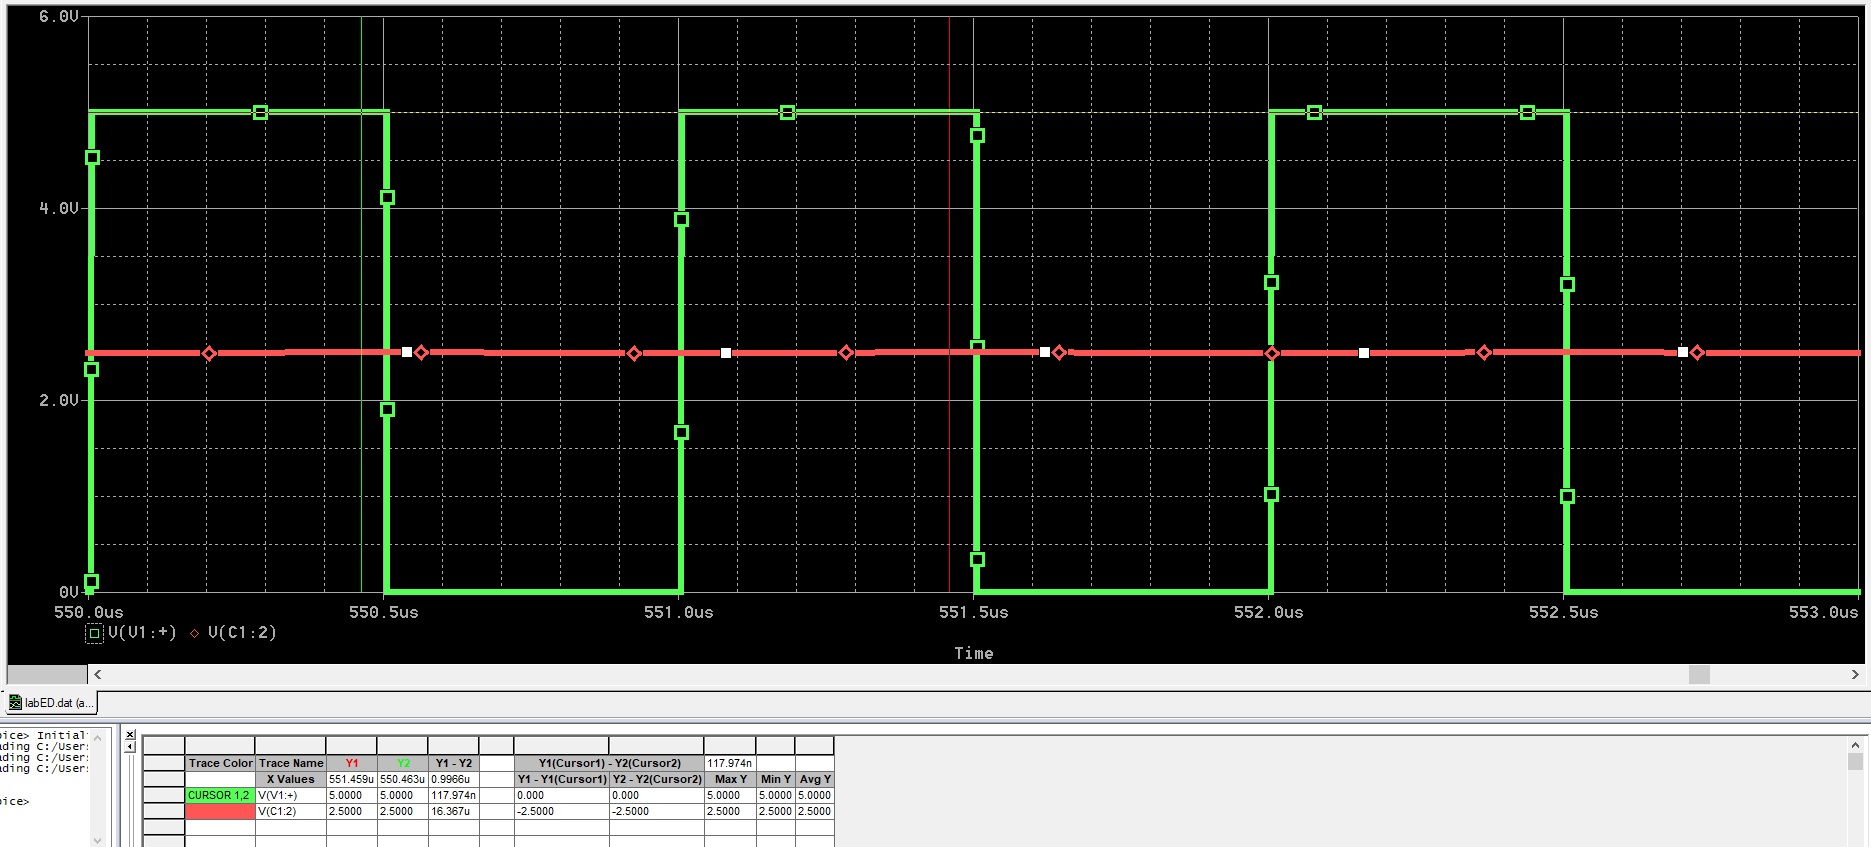 6.0V
4.0V
2.0V
0V
550.0us 550.5us 551.0us 551.5us 552.0us 552.5us 553.0us
V(V1:+) V(C1:2)
Time
labED.dat (a...
pice> Initial
ading C:/Users
ading C:/Users
ading C:/Users
pice>
Trace Color Trace Name Y1 Y2 Y1 - Y2 Y1(Cursor1) - Y2(Cursor2) 117.974n
X Values 551.459u 550.463u 0.9966u Y1 - Y1(Cursor1) Y2 - Y2(Cursor2) Max Y Min Y Avg Y
CURSOR 1,2 V(V1:+) 5.0000 5.0000 117.974n 0.000 0.000 5.0000 5.0000 5.0000
V(C1:2) 2.5000 2.5000 16.367u -2.5000 -2.5000 2.5000 2.5000 2.5000